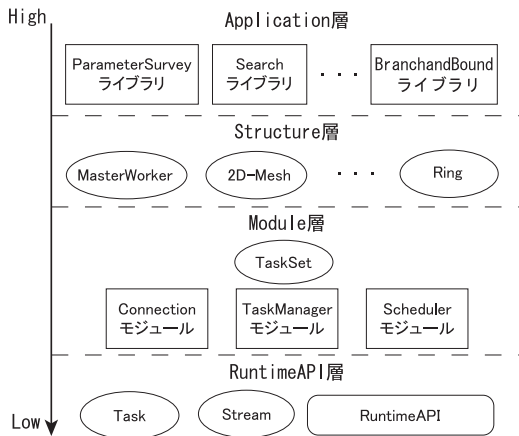 High
Application層
ParameterSurvey
ライブラリ
Search
ライブラリ
・・・
BranchandBound
ライブラリ
Structure層
MasterWorker
2D-Mesh
・・・
Ring
Module層
TaskSet
Connection
モジュール
TaskManager
モジュール
Scheduler
モジュール
RuntimeAPI層
Low
Task
Stream
RuntimeAPI